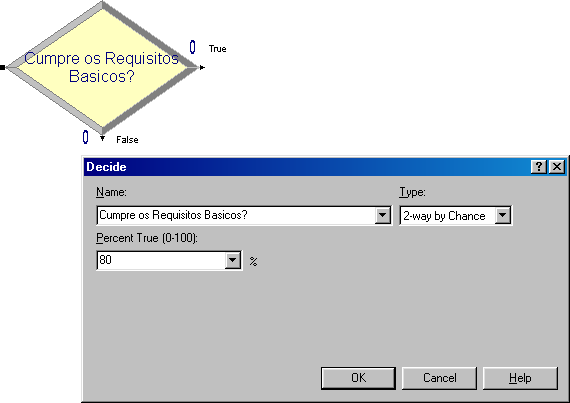 0
True
Cumpre os Requisitos
Basicos?
0
False
Decide
Name:
Type:
Cumpre os Requisitos Basicos?
2-way by Chance
Percent True (0-100):
80
%
OK
Cancel
Help